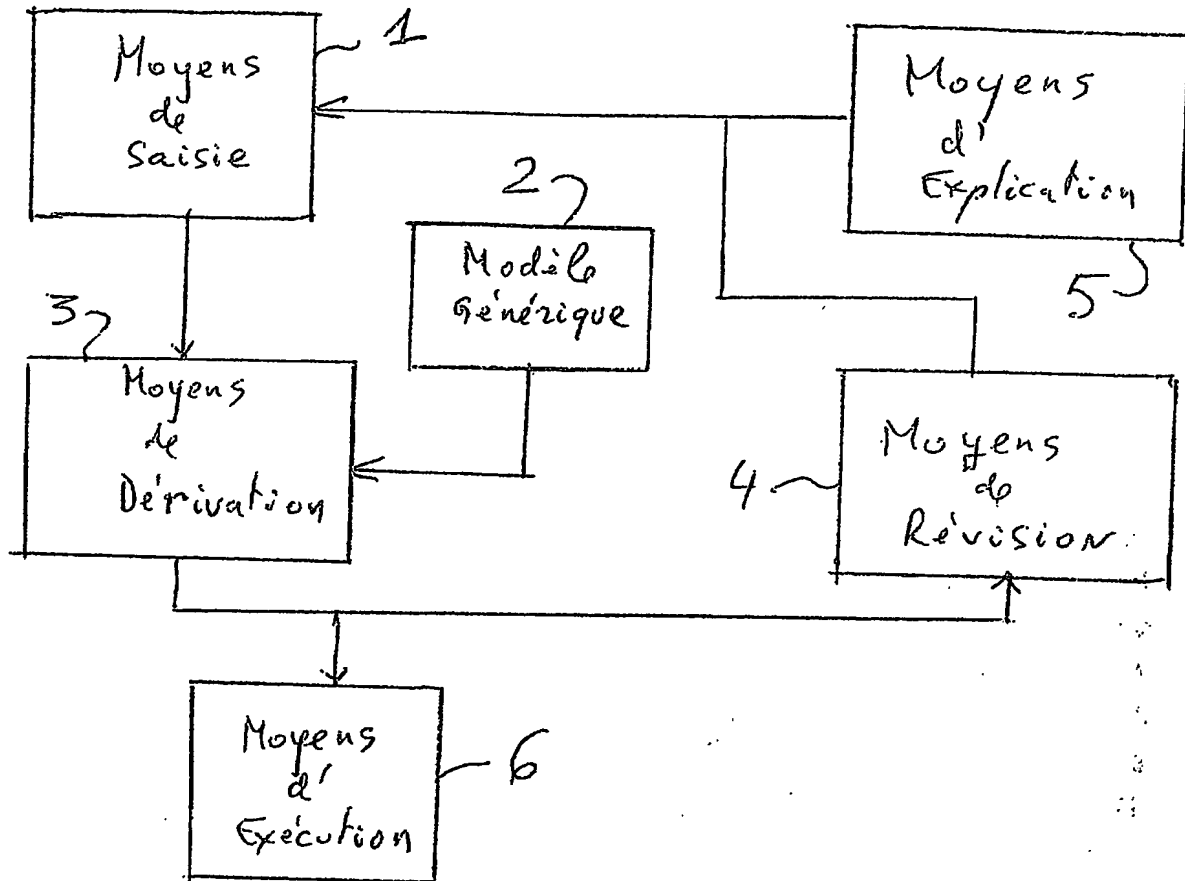 1
Moyens
de
Saisie
Moyens
d'
Explication
5
2
Modèle
Générique
3
Moyens
de
Dérivation
4
Moyens
de
Révision
Moyens
d'
Exécution
6